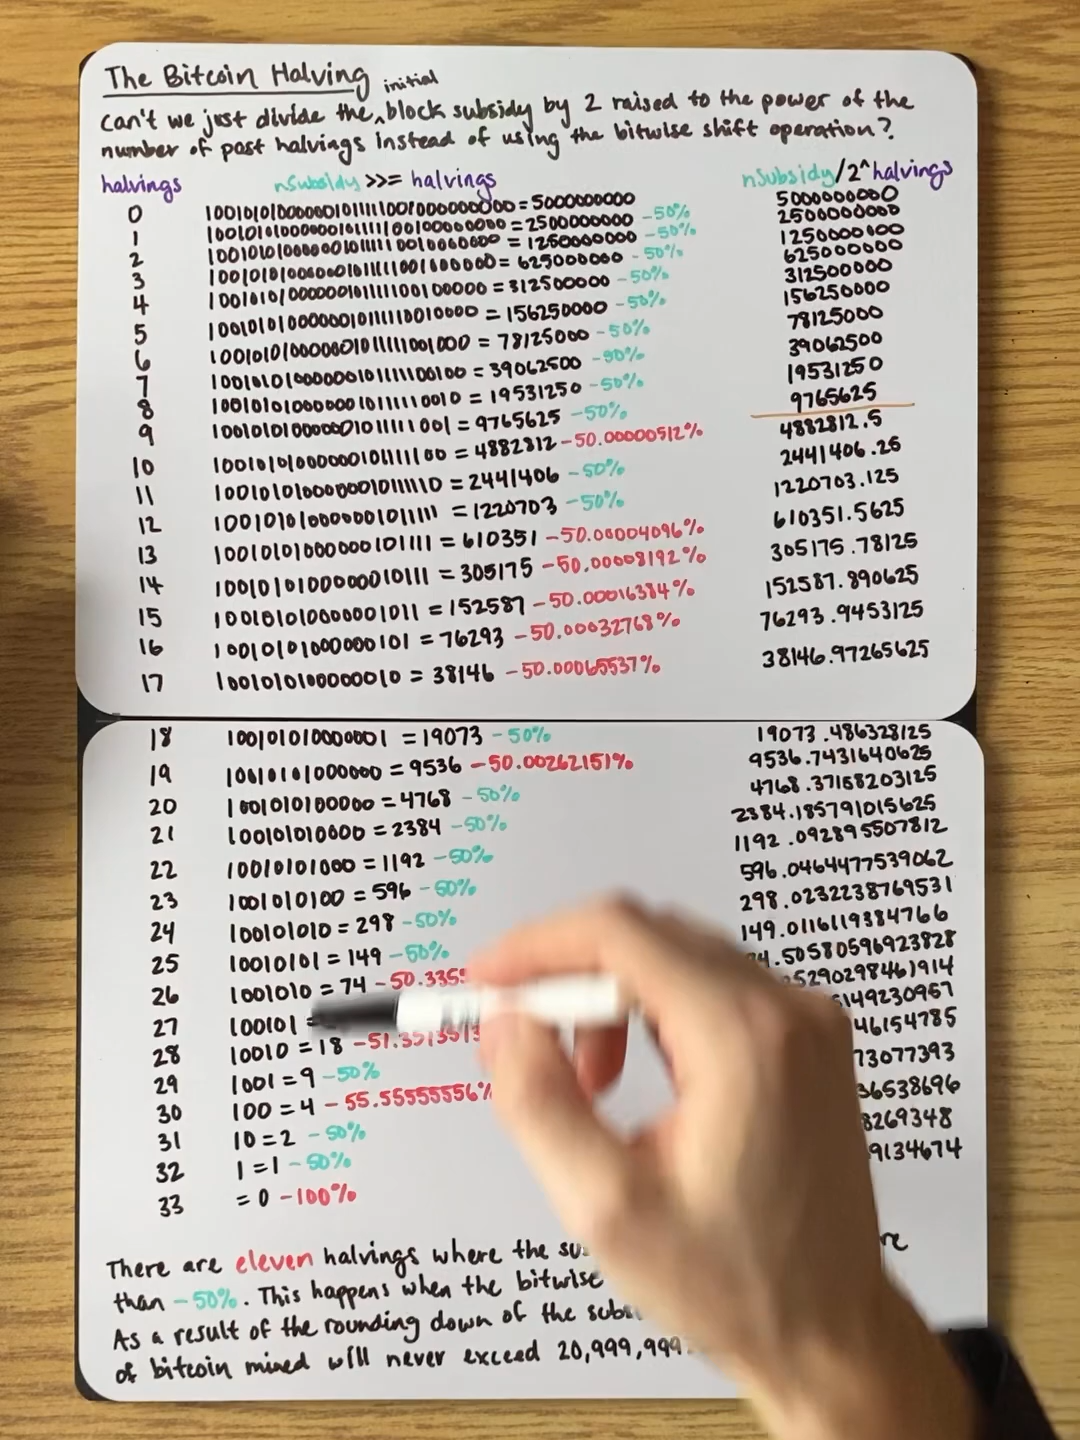 The Bitcoin Halving
can't we just divide the initial block subsidy by 2 raised to the power of the
number of past halvings instead of using the bitwise shift operation?
halvings nSubsidy >>= halvings nSubsidy/2^halvings
0 100101010000001011111001000000000 = 5000000000 5000000000
1 10010101000000101111100100000000 = 2500000000 -50% 2500000000
2 1001010100000010111110010000000 = 1250000000 -50% 1250000000
3 100101010000001011111001000000 = 625000000 -50% 625000000
4 10010101000000101111100100000 = 312500000 -50% 312500000
5 1001010100000010111110010000 = 156250000 -50% 156250000
6 100101010000001011111001000 = 78125000 -50% 78125000
7 10010101000000101111100100 = 39062500 -50% 39062500
8 1001010100000010111110010 = 19531250 -50% 19531250
9 100101010000001011111001 = 9765625 -50% 9765625
10 10010101000000101111100 = 4882812 -50.00000512% 4882812.5
11 1001010100000010111110 = 2441406 -50% 2441406.25
12 100101010000001011111 = 1220703 -50% 1220703.125
13 10010101000000101111 = 610351 -50.00004096% 610351.5625
14 1001010100000010111 = 305175 -50.00008192% 305175.78125
15 100101010000001011 = 152587 -50.00016384% 152587.890625
16 10010101000000101 = 76293 -50.00032768% 76293.9453125
17 1001010100000010 = 38146 -50.00065537% 38146.97265625
18 100101010000001 = 19073 -50% 19073.486328125
19 10010101000000 = 9536 -50.00262151% 9536.7431640625
20 1001010100000 = 4768 -50% 4768.37158203125
21 100101010000 = 2384 -50% 2384.185791015625
22 10010101000 = 1192 -50% 1192.092895507812
23 1001010100 = 596 -50% 596.0464477539062
24 100101010 = 298 -50% 298.0232238769531
25 10010101 = 149 -50% 149.0116119384766
26 1001010 = 74
27 100101 =
28 10010 = 18
29 1001 = 9 -50%
30 100 = 4 -55.55555556%
31 10 = 2 -50%
32 1 = 1 -50%
33 = 0 -100%
There are eleven halvings where the
than -50%. This happens when the bitwise
As a result of the rounding down of the
of bitcoin mined will never exceed 20,999,999